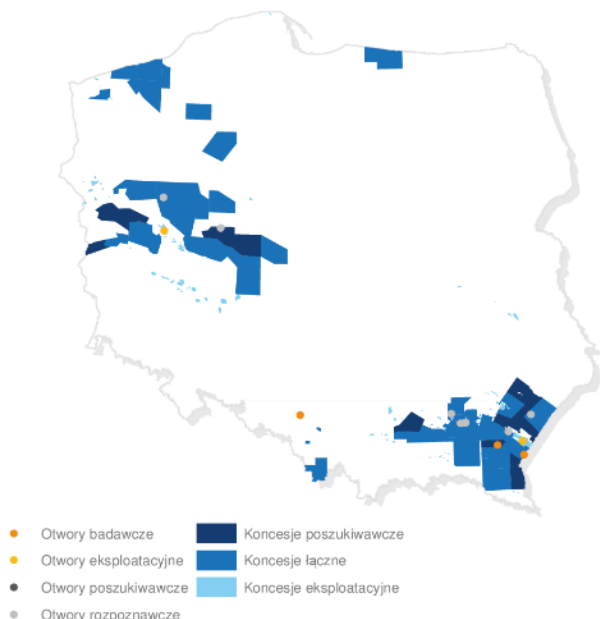 Otwory badawcze
Koncesje poszukiwawcze
Otwory eksploatacyjne
Koncesje łączne
Otwory poszukiwawcze
Koncesje eksploatacyjne
Otwory rozpoznawcze